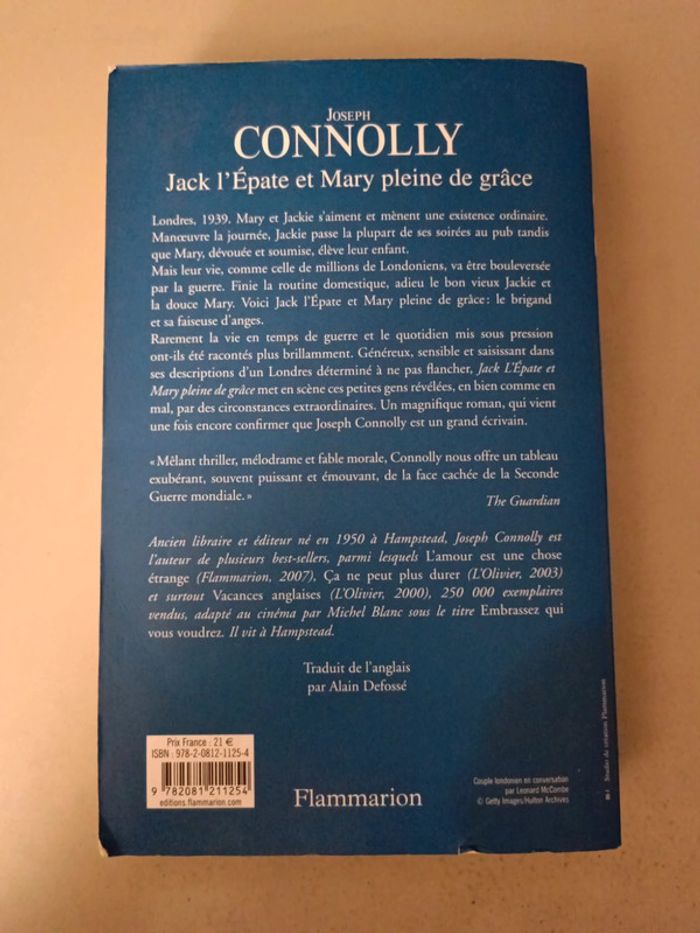 JOSEPH
CONNOLLY
Jack l'Épate et Mary pleine de grâce
Londres, 1939. Mary et Jackie s'aiment et mènent une existence ordinaire.
Manœuvre la journée, Jackie passe la plupart de ses soirées au pub tandis
que Mary, dévouée et soumise, élève leur enfant.
Mais leur vie, comme celle de millions de Londoniens, va être bouleversée
par la guerre. Finie la routine domestique, adieu le bon vieux Jackie et
la douce Mary. Voici Jack l'Épate et Mary pleine de grâce : le brigand
et sa faiseuse d'anges.
Rarement la vie en temps de guerre et le quotidien mis sous pression
ont-ils été racontés plus brillamment. Généreux, sensible et saisissant dans
ses descriptions d'un Londres déterminé à ne pas flancher, Jack L'Épate et
Mary pleine de grâce met en scène ces petites gens révélées, en bien comme en
mal, par des circonstances extraordinaires. Un magnifique roman, qui vient
une fois encore confirmer que Joseph Connolly est un grand écrivain.
« Mêlant thriller, mélodrame et fable morale, Connolly nous offre un tableau
exubérant, souvent puissant et émouvant, de la face cachée de la Seconde
Guerre mondiale. »
The Guardian
Ancien libraire et éditeur né en 1950 à Hampstead, Joseph Connolly est
l'auteur de plusieurs best-sellers, parmi lesquels L'amour est une chose
étrange (Flammarion, 2007), Ça ne peut plus durer (L'Olivier, 2003)
et surtout Vacances anglaises (L'Olivier, 2000), 250 000 exemplaires
vendus, adapté au cinéma par Michel Blanc sous le titre Embrassez qui
vous voudrez. Il vit à Hampstead.
Traduit de l'anglais
par Alain Defossé
Prix France : 21 €
ISBN : 978-2-0812-1125-4
9 782081 211254
editions.flammarion.com
Flammarion
Couple londonien en conversation
par Leonard McCombe
© Getty Images/Hulton Archives
Studio de création Flammarion